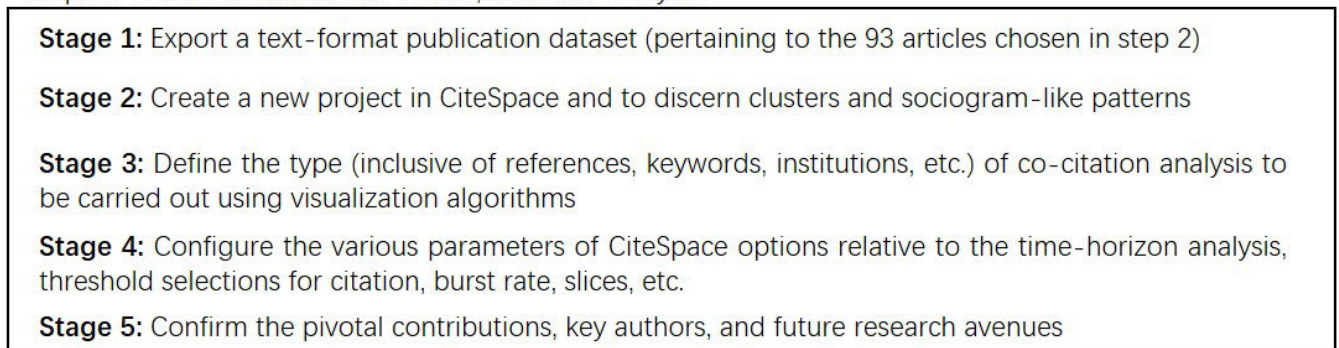 Stage 1: Export a text-format publication dataset (pertaining to the 93 articles chosen in step 2)
Stage 2: Create a new project in CiteSpace and to discern clusters and sociogram-like patterns
Stage 3: Define the type (inclusive of references, keywords, institutions, etc.) of co-citation analysis to
be carried out using visualization algorithms
Stage 4: Configure the various parameters of CiteSpace options relative to the time-horizon analysis,
threshold selections for citation, burst rate, slices, etc.
Stage 5: Confirm the pivotal contributions, key authors, and future research avenues